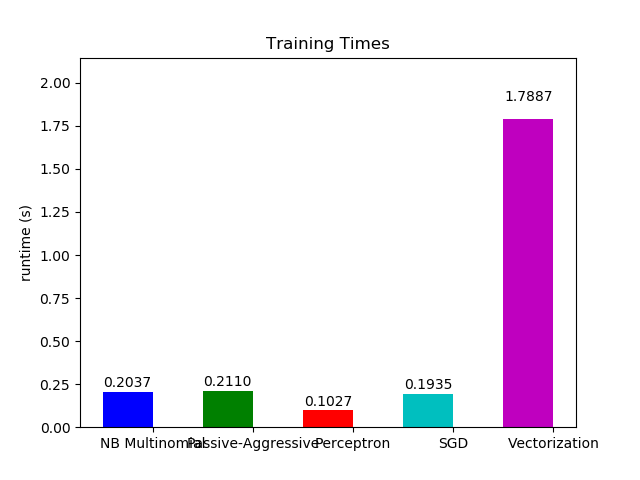 Training Times
2.00
1.75
1.50
1.25
1.00
0.75
0.50
0.25
0.00
runtime (s)
0.2037
0.2110
0.1027
0.1935
1.7887
NB Multinomial
Passive-Aggressive
Perceptron
SGD
Vectorization